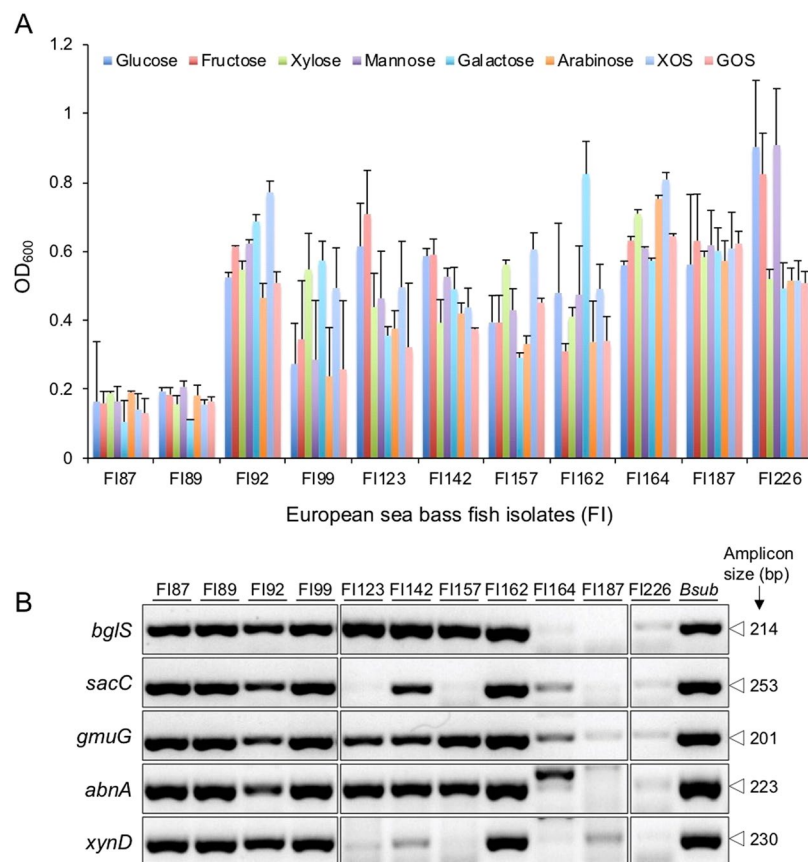 A
1.2
Glucose Fructose Xylose Mannose Galactose Arabinose XOS GOS
1
0.8
OD600
0.6
0.4
0.2
0
FI87 FI89 FI92 FI99 FI123 FI142 FI157 FI162 FI164 FI187 FI226
European sea bass fish isolates (FI)
Amplicon
size (bp)
B
FI87 FI89 FI92 FI99 FI123 FI142 FI157 FI162 FI164 FI187 FI226 Bsub
bglS 214
sacC 253
gmuG 201
abnA 223
xynD 230